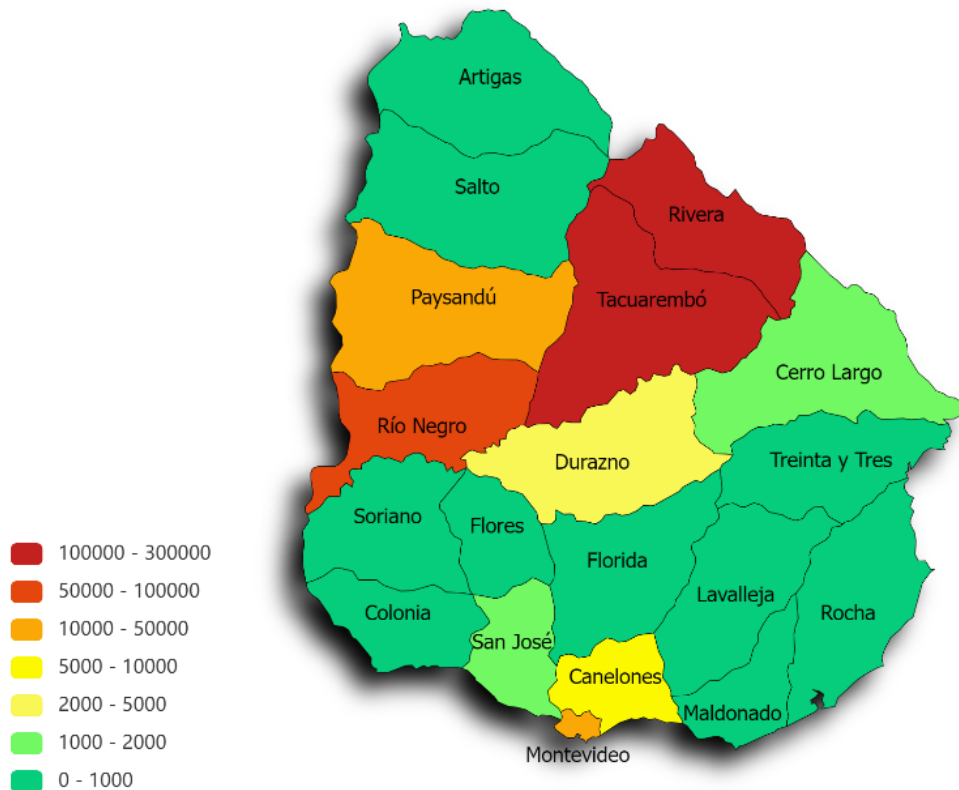 Artigas
Salto
Rivera
Paysandú
Tacuarembó
Cerro Largo
Río Negro
Durazno
Treinta y Tres
Soriano
Flores
Florida
Lavalleja
Colonia
San José
Rocha
Canelones
Maldonado
Montevideo
100000 - 300000
50000 - 100000
10000 - 50000
5000 - 10000
2000 - 5000
1000 - 2000
0 - 1000